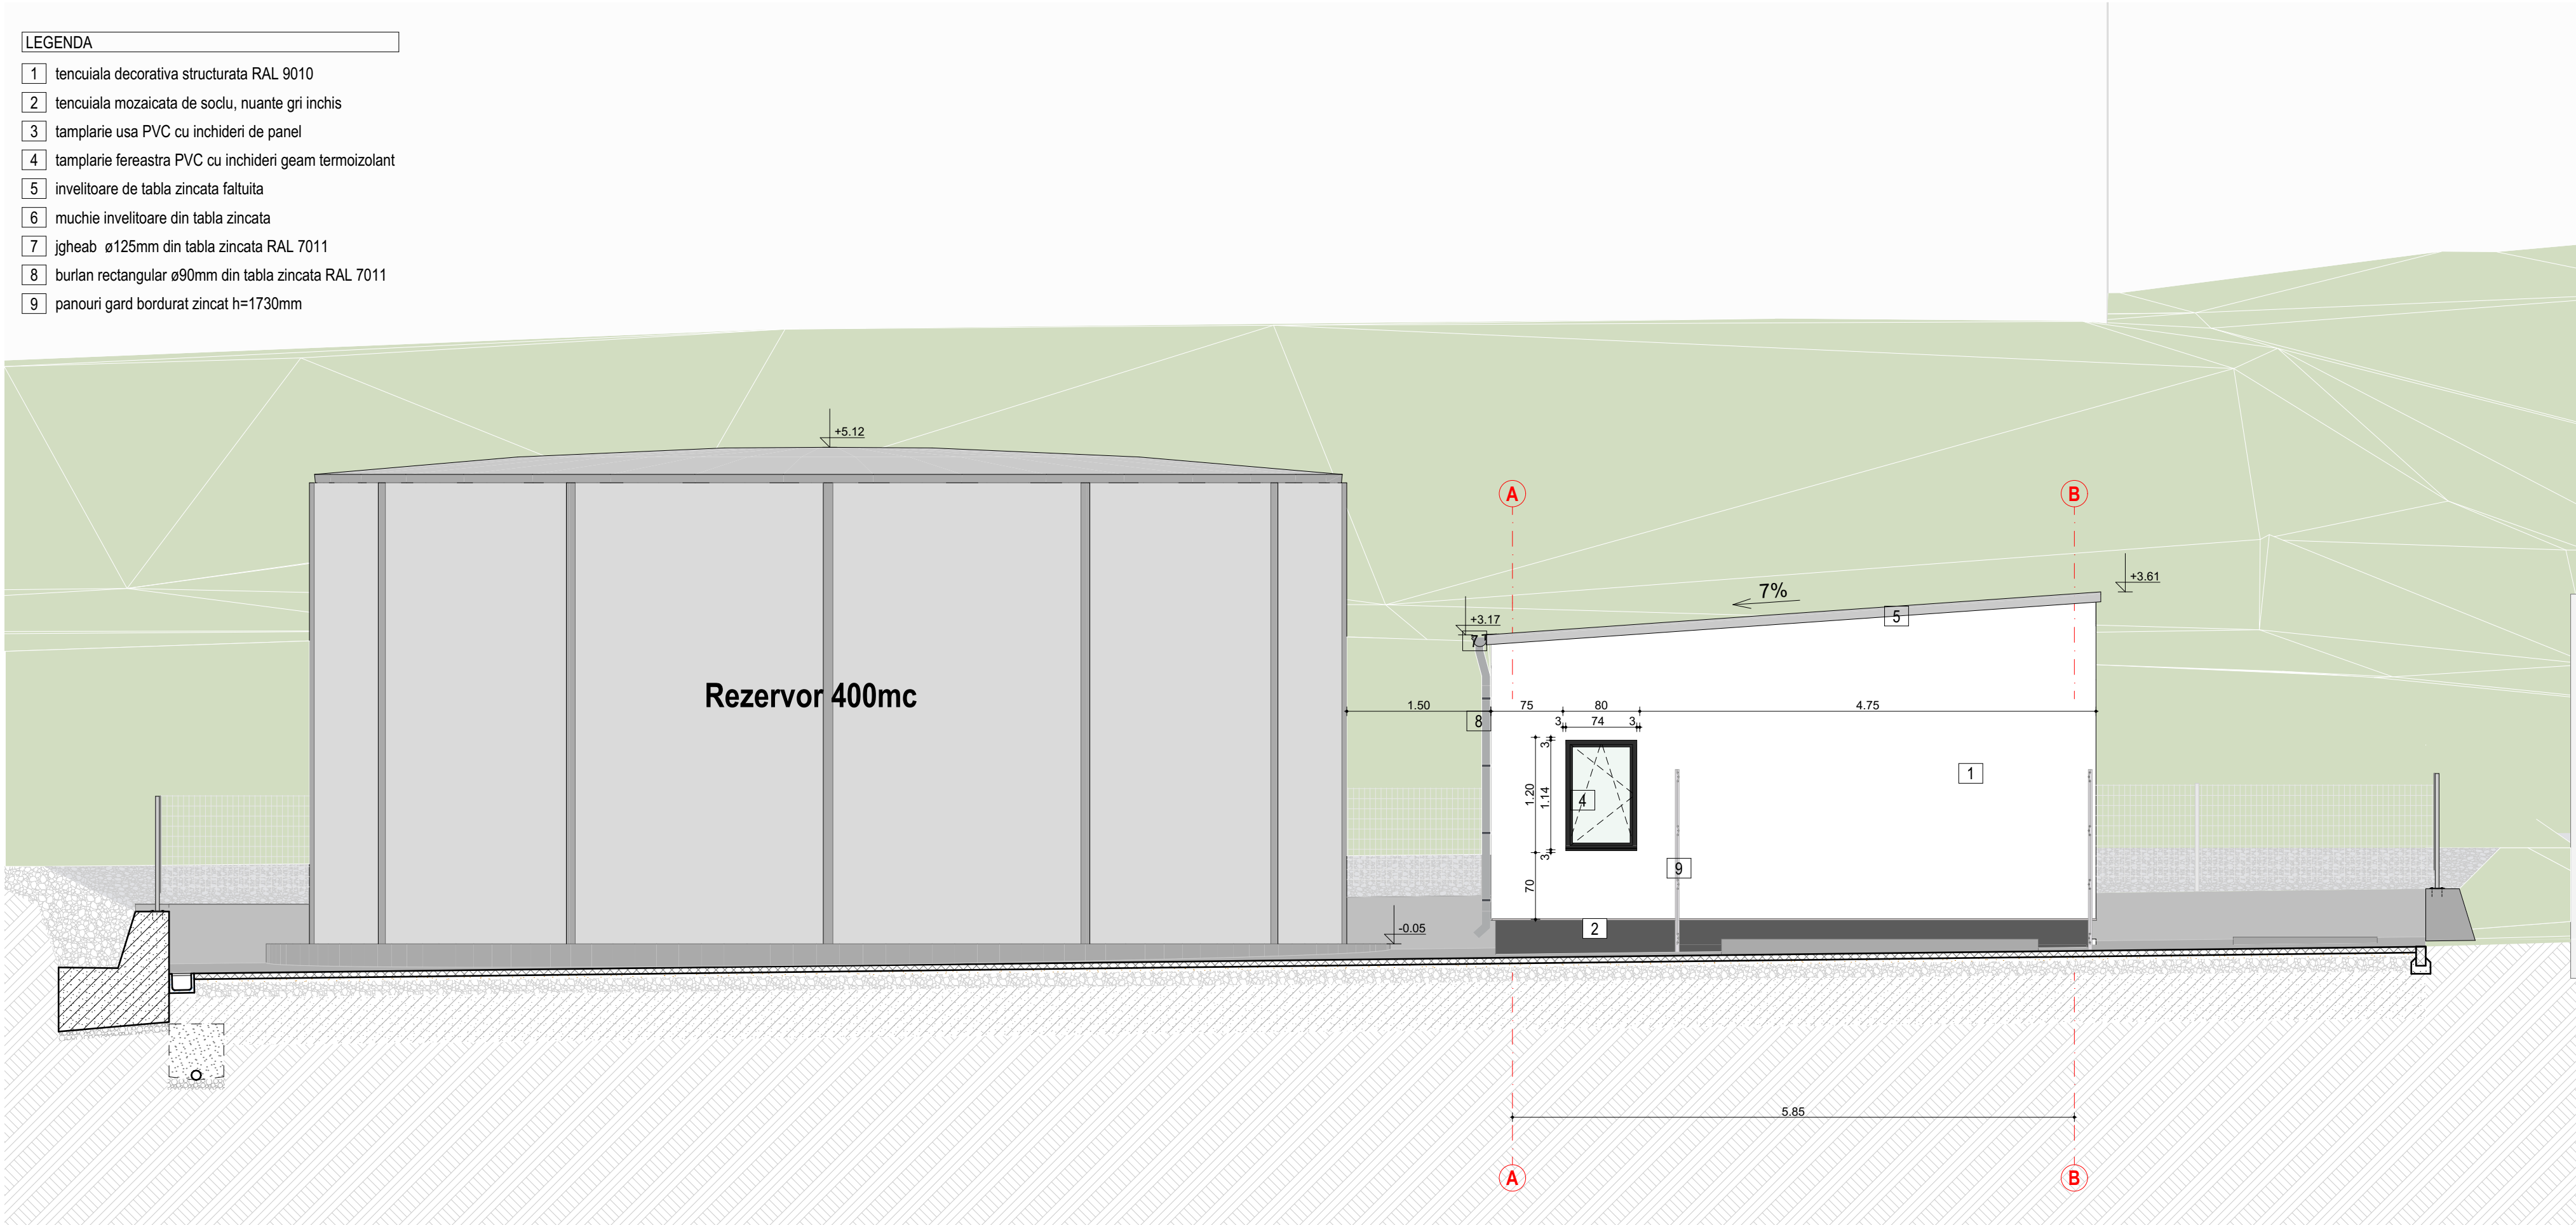 LEGENDA
1 tencuiala decorativa structurata RAL 9010
2 tencuiala mozaicata de soclu, nuante gri inchis
3 tamplarie usa PVC cu inchideri de panel
4 tamplarie fereastra PVC cu inchideri geam termoizolant
5 invelitoare de tabla zincata faltuita
6 muchie invelitoare din tabla zincata
7 jgheab ø125mm din tabla zincata RAL 7011
8 burlan rectangular ø90mm din tabla zincata RAL 7011
9 panouri gard bordurat zincat h=1730mm
+5.12
A
B
+3.61
7%
5
+3.17
7
Rezervor 400mc
1.50
75
80
4.75
8
3
74
3
3
1
1.20
1.14
4
3
9
70
2
-0.05
5.85
A
B